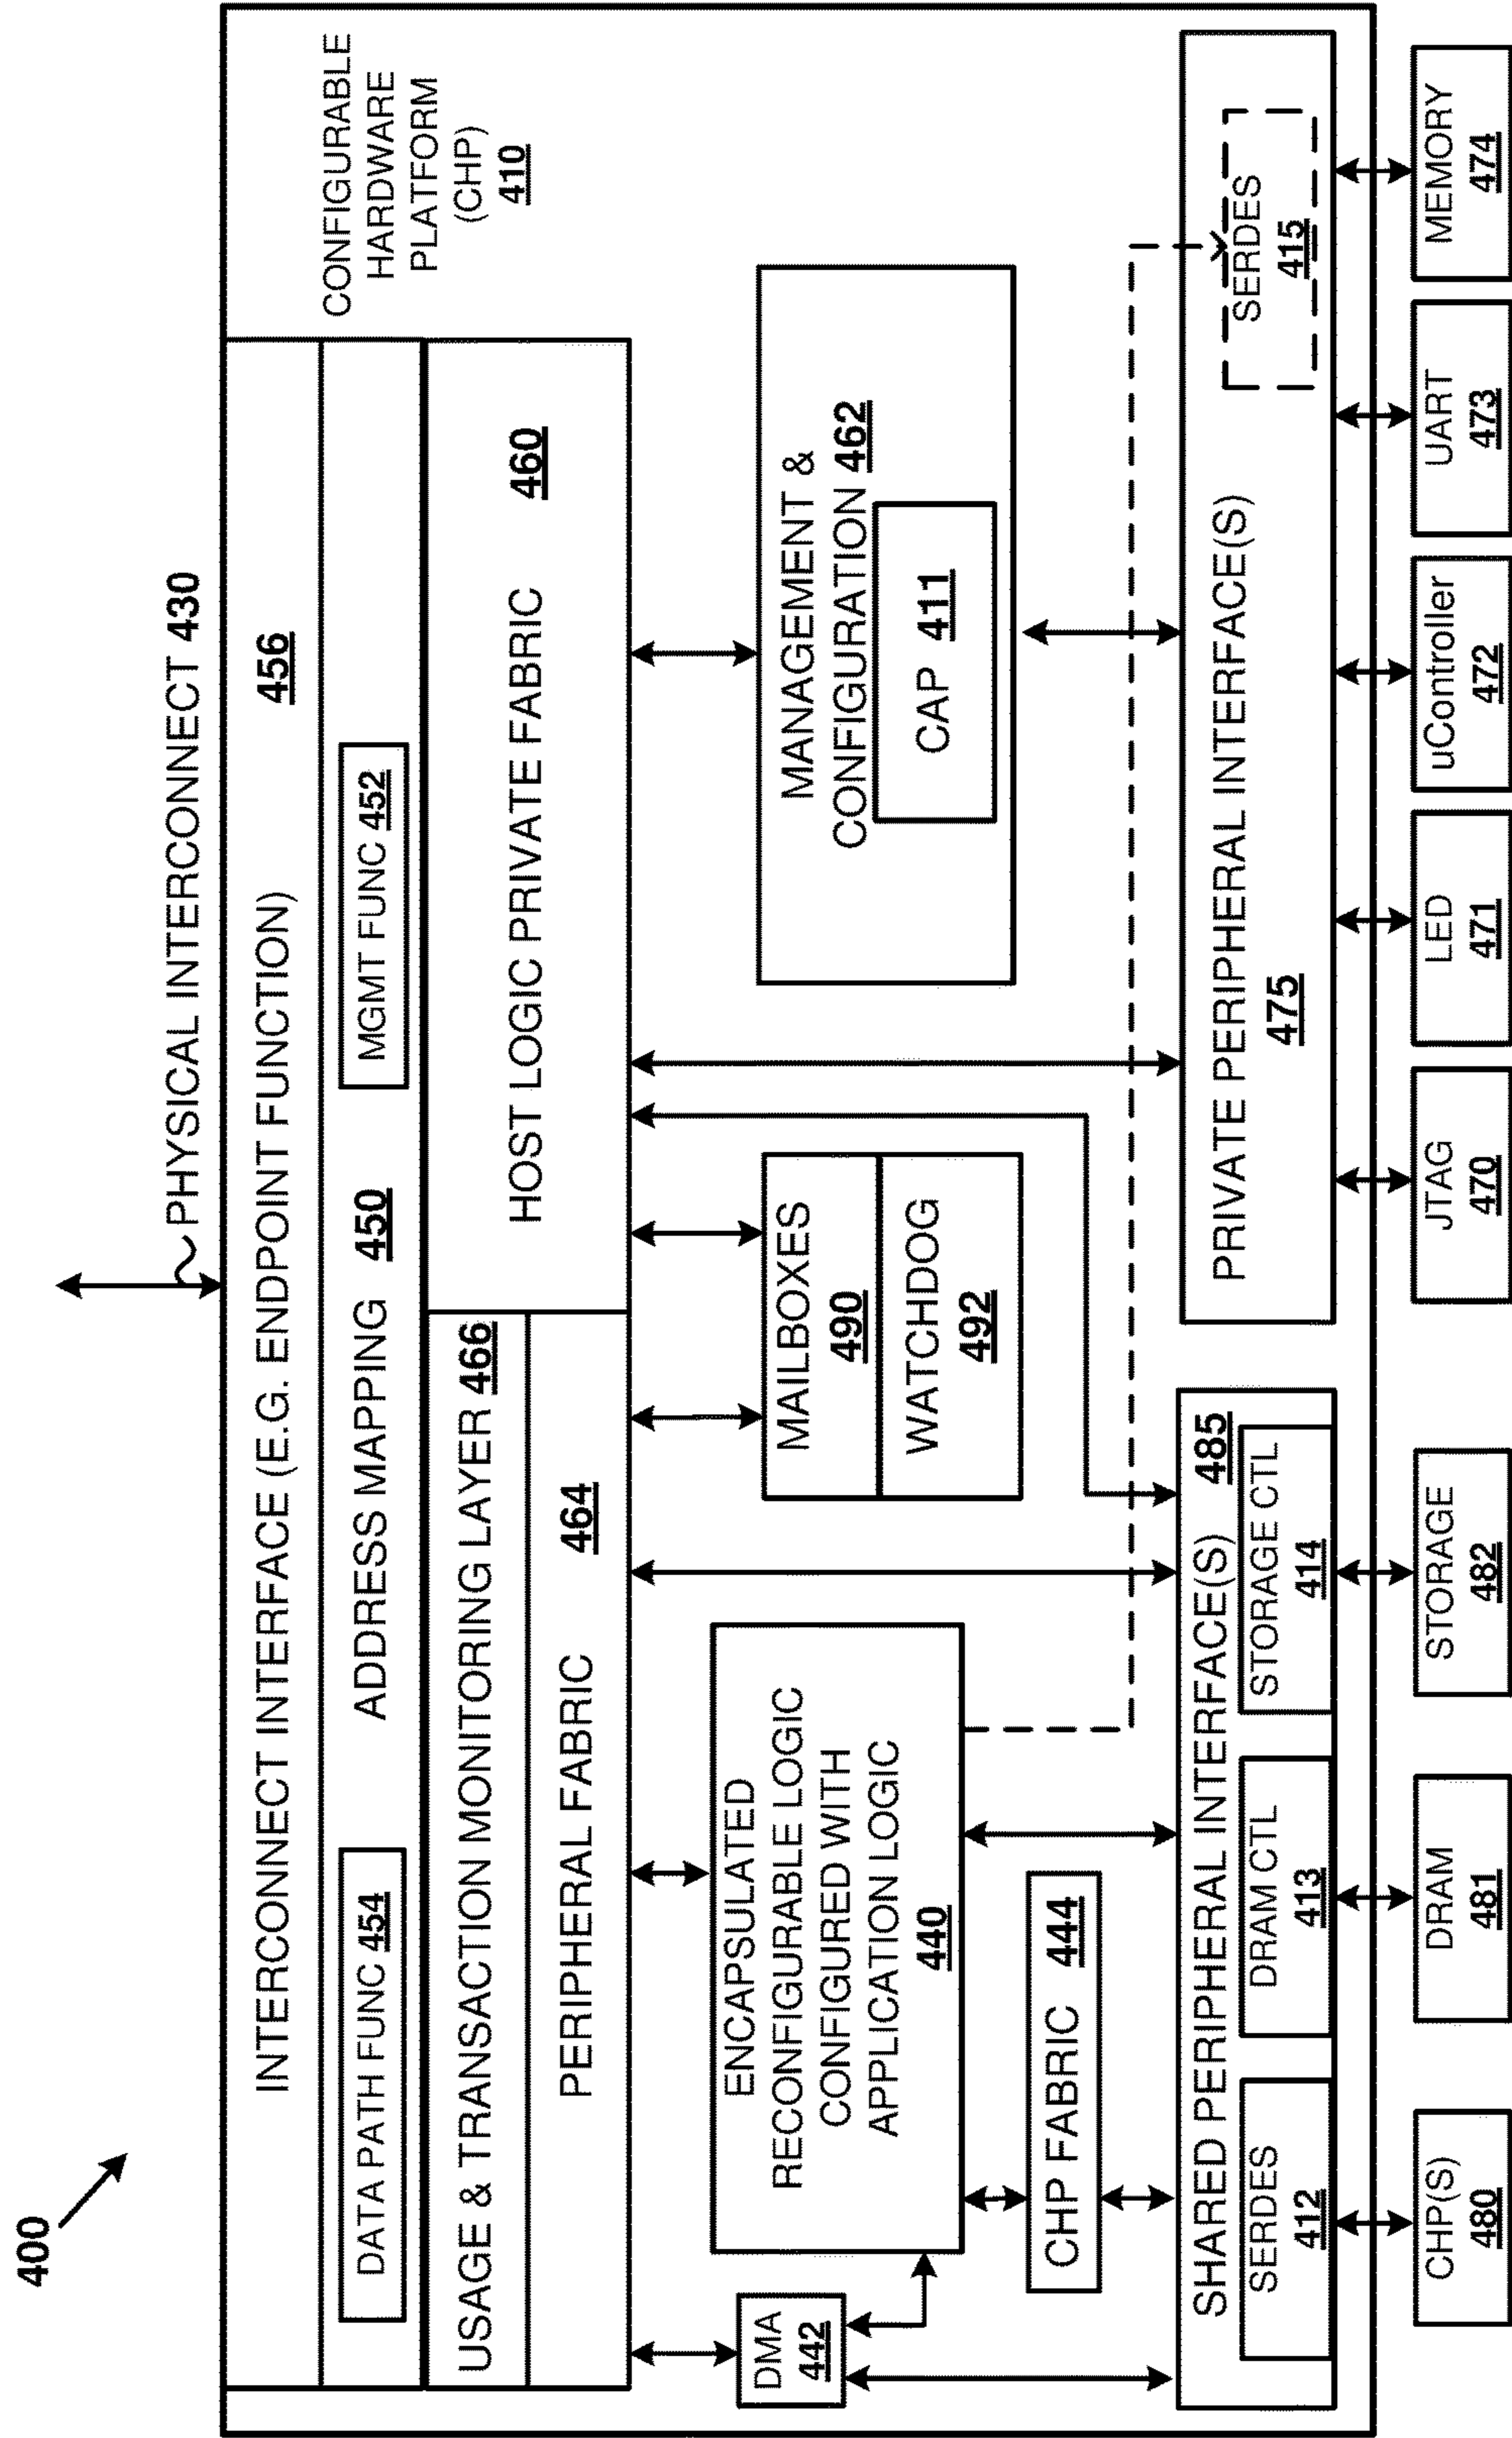 400
PHYSICAL INTERCONNECT 430
INTERCONNECT INTERFACE (E.G. ENDPOINT FUNCTION) 456
CONFIGURABLE
HARDWARE
PLATFORM
(CHP)
410
DATA PATH FUNC 454
ADDRESS MAPPING 450
MGMT FUNC 452
USAGE & TRANSACTION MONITORING LAYER 466
PERIPHERAL FABRIC 464
HOST LOGIC PRIVATE FABRIC 460
DMA
442
ENCAPSULATED
RECONFIGURABLE LOGIC
CONFIGURED WITH
APPLICATION LOGIC
440
MAILBOXES
490
WATCHDOG
492
MANAGEMENT &
CONFIGURATION 462
CAP 411
CHP FABRIC 444
SHARED PERIPHERAL INTERFACE(S) 485
SERDES
412
DRAM CTL
413
STORAGE CTL
414
PRIVATE PERIPHERAL INTERFACE(S)
475
SERDES
415
CHP(S)
480
DRAM
481
STORAGE
482
JTAG
470
LED
471
uController
472
UART
473
MEMORY
474